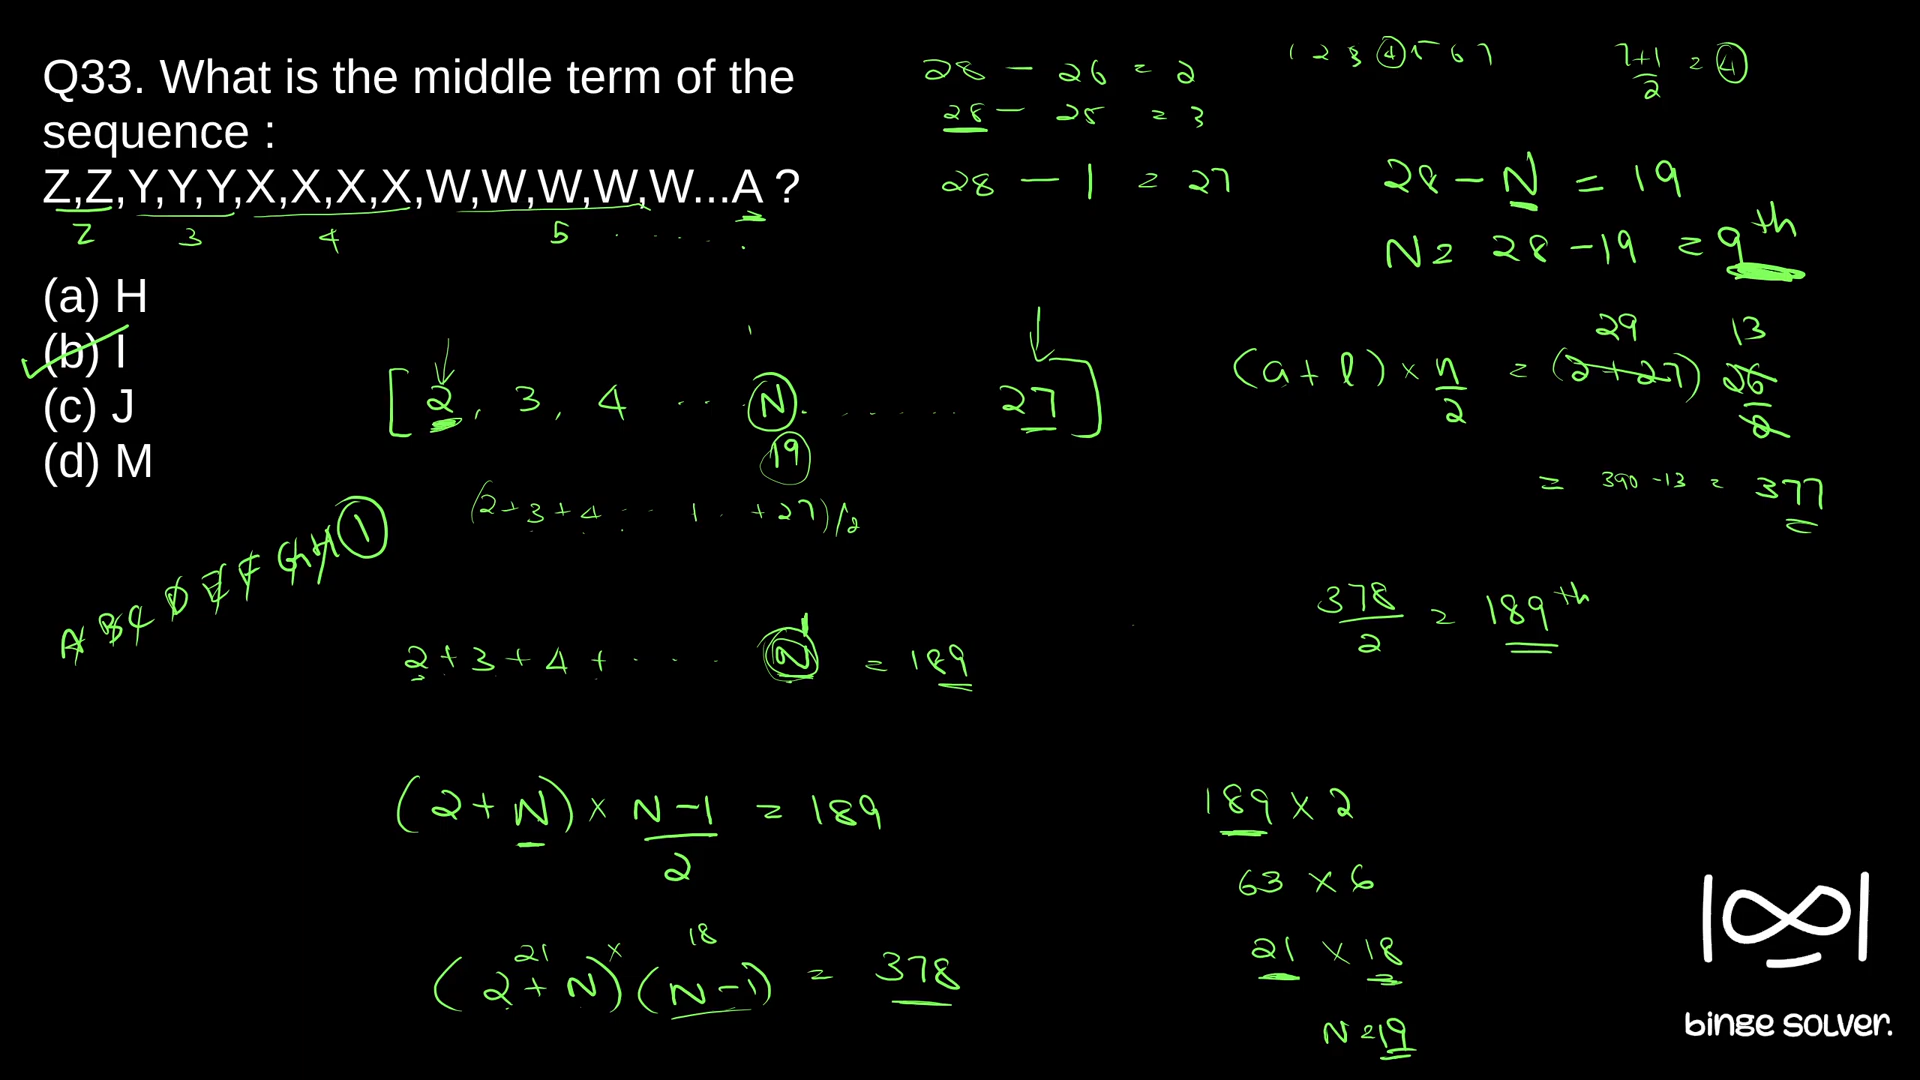 Q33. What is the middle term of the
sequence :
Z,Z,Y,Y,Y,X,X,X,X,W,W,W,W,W...A ?
2 3 4 5 . . . . . .
(a) H
(b) I
(c) J
(d) M
28 - 26 = 2
28 - 25 = 3
28 - 1 = 27
1 2 3 4 5 6 7
7+1/2 = 4
28 - N = 19
N = 28 - 19 = 9th
[2, 3, 4 .. N. ...... 27]
19
(2+3+4 ... + 27)/2
(a + l) × n/2 = (2+27) 26/2
29 13
= 390 - 13 = 377
378/2 = 189th
A B C D E F G H I
2 + 3 + 4 + . . . N = 189
(2 + N) × N-1/2 = 189
21 × 18
(2 + N) (N - 1) = 378
189 × 2
63 × 6
21 × 18
N = 19
binge solver.